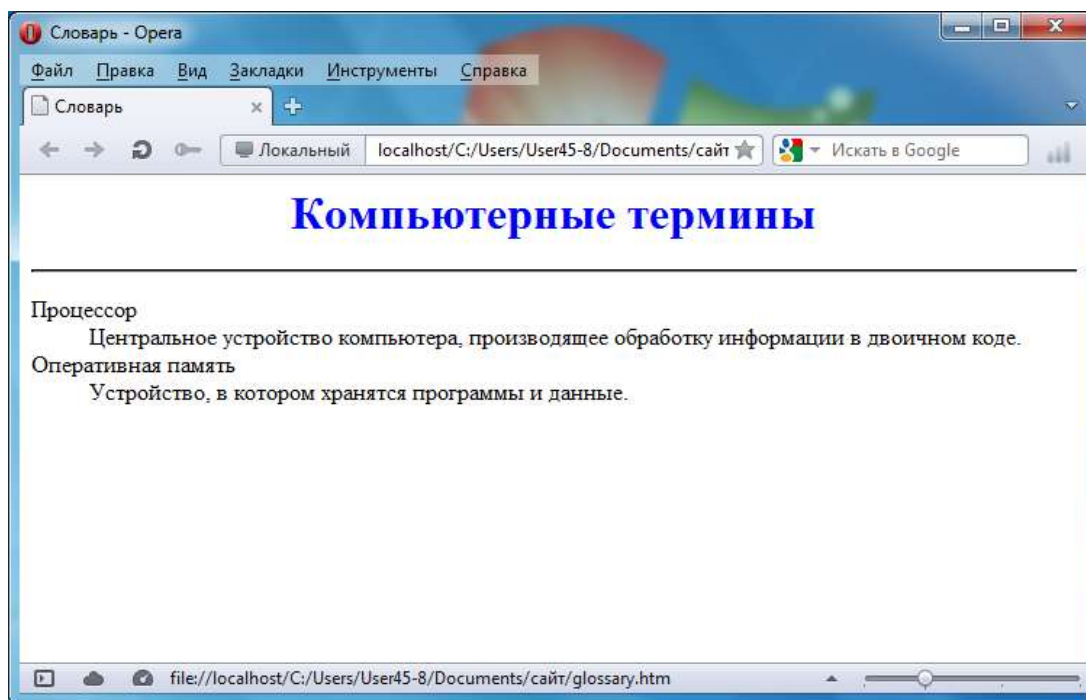 Словарь - Opera
Файл Правка Вид Закладки Инструменты Справка
Словарь
Локальный localhost/C:/Users/User45-8/Documents/сайт Искать в Google
Компьютерные термины
Процессор
Центральное устройство компьютера, производящее обработку информации в двоичном коде.
Оперативная память
Устройство, в котором хранятся программы и данные.
file://localhost/C:/Users/User45-8/Documents/сайт/glossary.htm